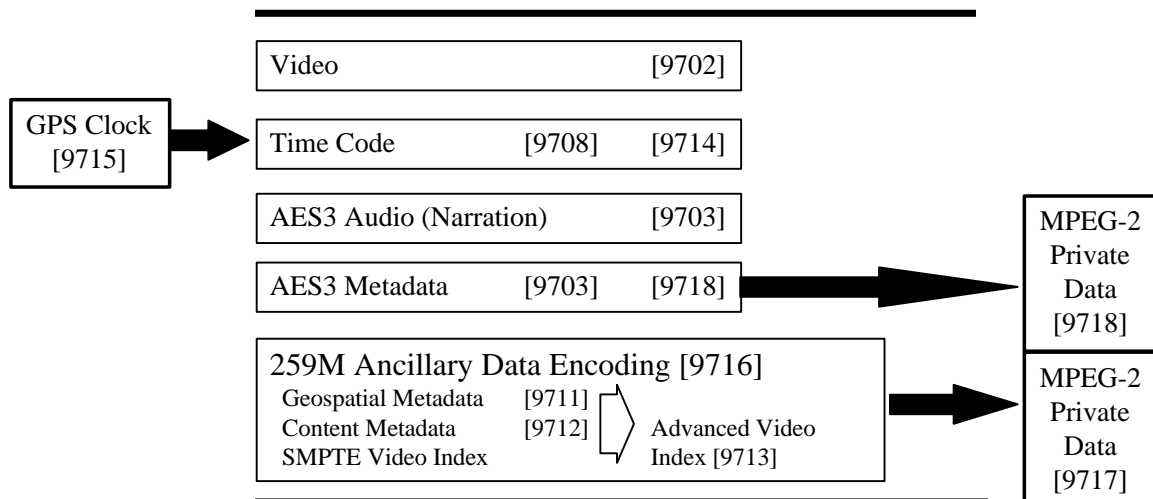 Video [9702]
GPS Clock
[9715]
Time Code [9708] [9714]
AES3 Audio (Narration) [9703]
AES3 Metadata [9703] [9718]
MPEG-2
Private
Data
[9718]
259M Ancillary Data Encoding [9716]
Geospatial Metadata [9711]
Content Metadata [9712] Advanced Video
SMPTE Video Index Index [9713]
MPEG-2
Private
Data
[9717]